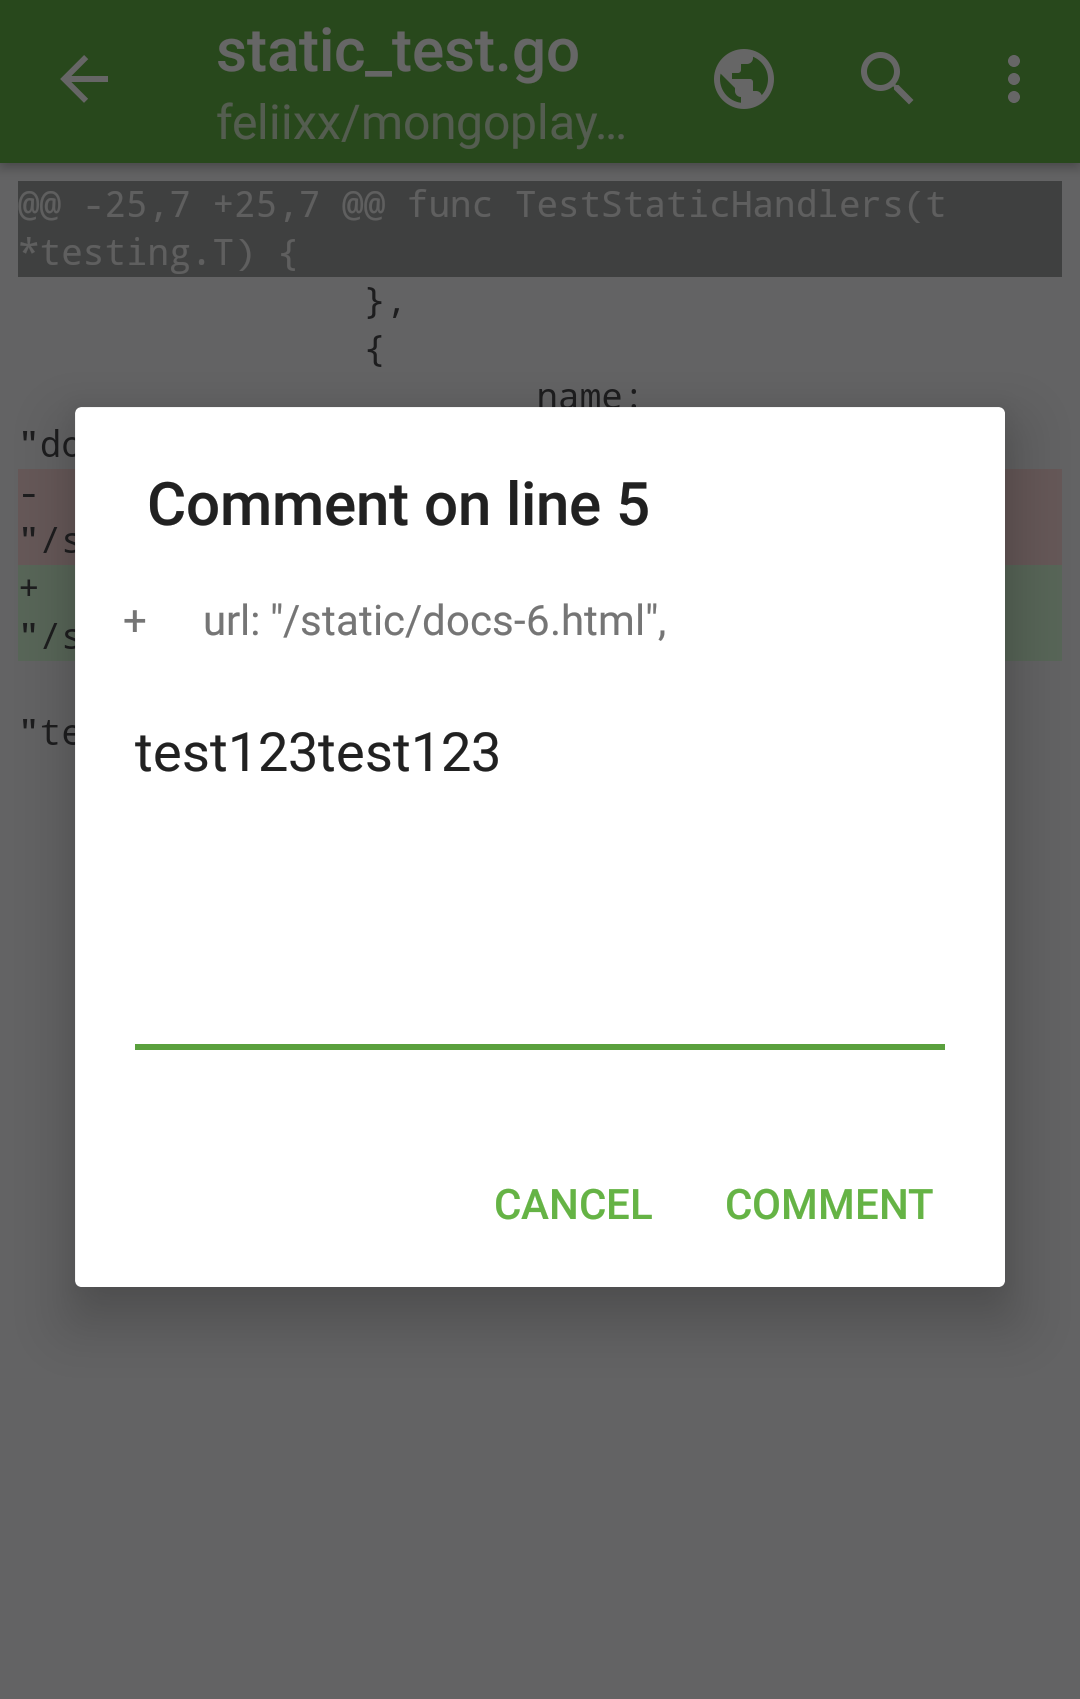 static_test.go
feliixx/mongoplay…
@@ -25,7 +25,7 @@ func TestStaticHandlers(t
*testing.T) {
},
{
name:
"do
-
"/s
+
"/s
"te
Comment on line 5
+ url: "/static/docs-6.html",
test123test123
CANCEL COMMENT